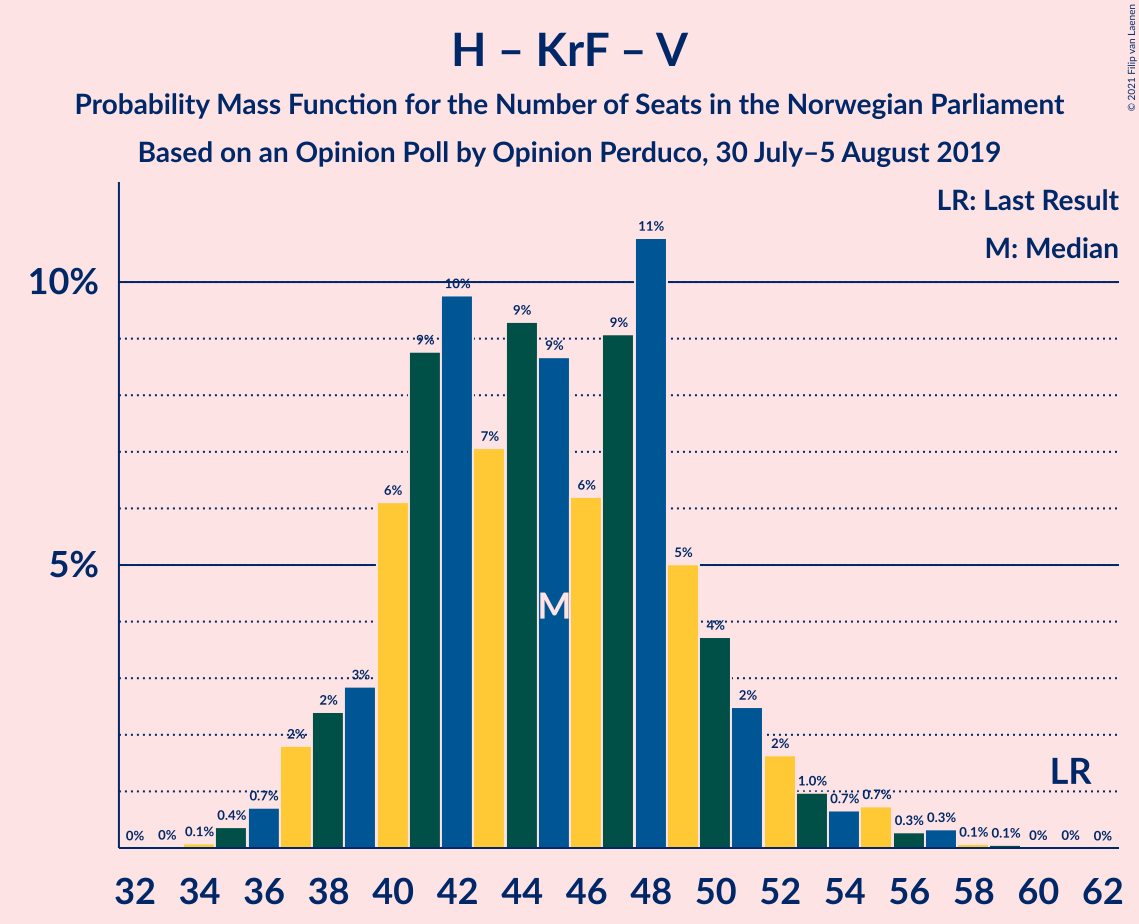 H – KrF – V
Probability Mass Function for the Number of Seats in the Norwegian Parliament
Based on an Opinion Poll by Opinion Perduco, 30 July–5 August 2019
© 2021 Filip van Laenen
LR: Last Result
M: Median
10%
5%
0% 0% 0.1% 0.4% 0.7% 2% 2% 3% 6% 9% 10% 7% 9% 9% 6% 9% 11% 5% 4% 2% 2% 1.0% 0.7% 0.7% 0.3% 0.3% 0.1% 0.1% 0% 0% 0%
M
LR
32 34 36 38 40 42 44 46 48 50 52 54 56 58 60 62